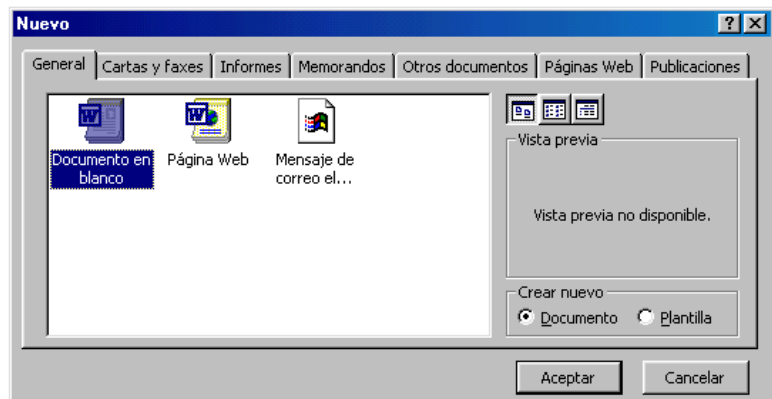 Nuevo
General Cartas y faxes Informes Memorandos Otros documentos Páginas Web Publicaciones
Documento en
blanco
Página Web
Mensaje de
correo el...
Vista previa
Vista previa no disponible.
Crear nuevo
Documento Plantilla
Aceptar Cancelar